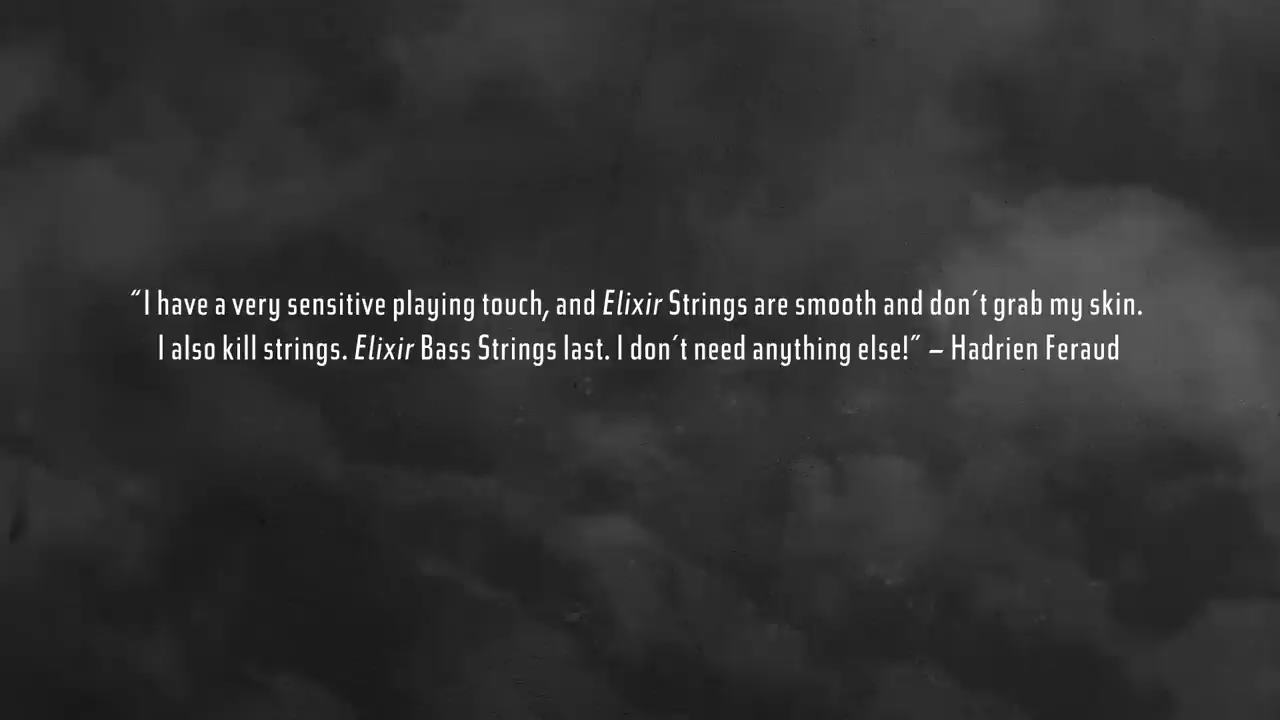 "I have a very sensitive playing touch, and Elixir Strings are smooth and don't grab my skin.
I also kill strings. Elixir Bass Strings last. I don't need anything else!" – Hadrien Feraud